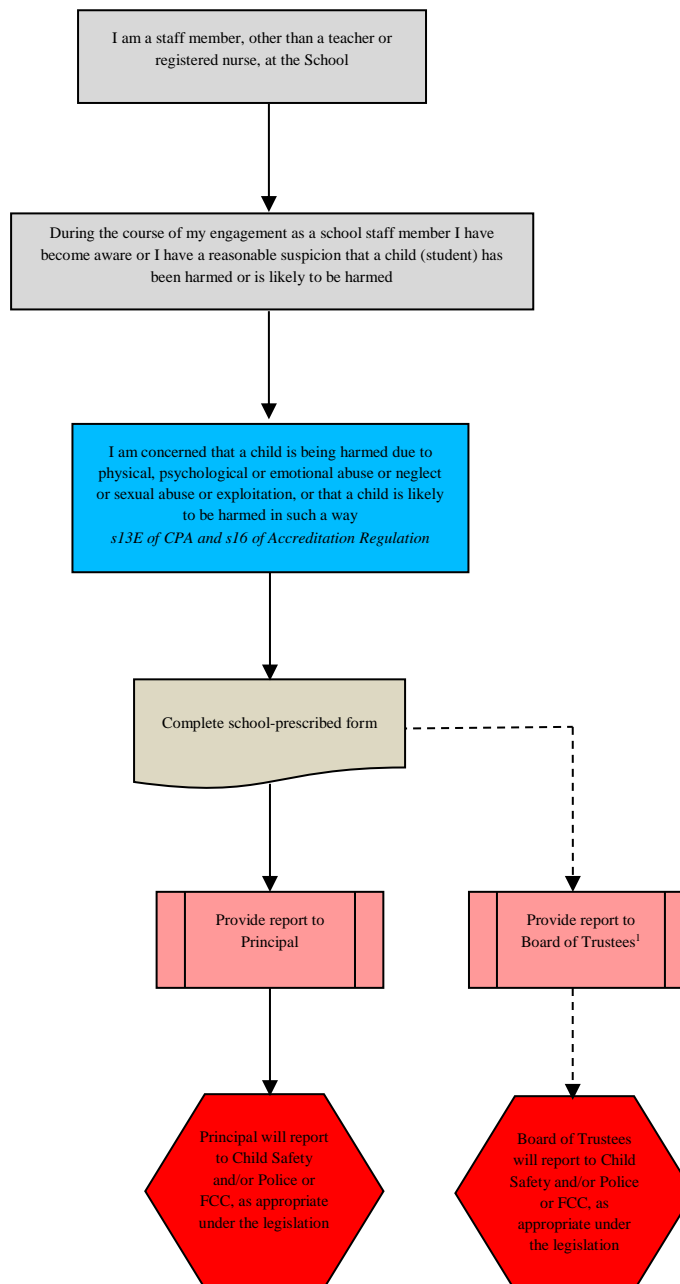 I am a staff member, other than a teacher or
registered nurse, at the School
During the course of my engagement as a school staff member I have
become aware or I have a reasonable suspicion that a child (student) has
been harmed or is likely to be harmed
I am concerned that a child is being harmed due to
physical, psychological or emotional abuse or neglect
or sexual abuse or exploitation, or that a child is likely
to be harmed in such a way
s13E of CPA and s16 of Accreditation Regulation
Complete school-prescribed form
Provide report to
Principal
Provide report to
Board of Trustees¹
Principal will report
to Child Safety
and/or Police or
FCC, as appropriate
under the legislation
Board of Trustees
will report to Child
Safety and/or Police
or FCC, as
appropriate under
the legislation